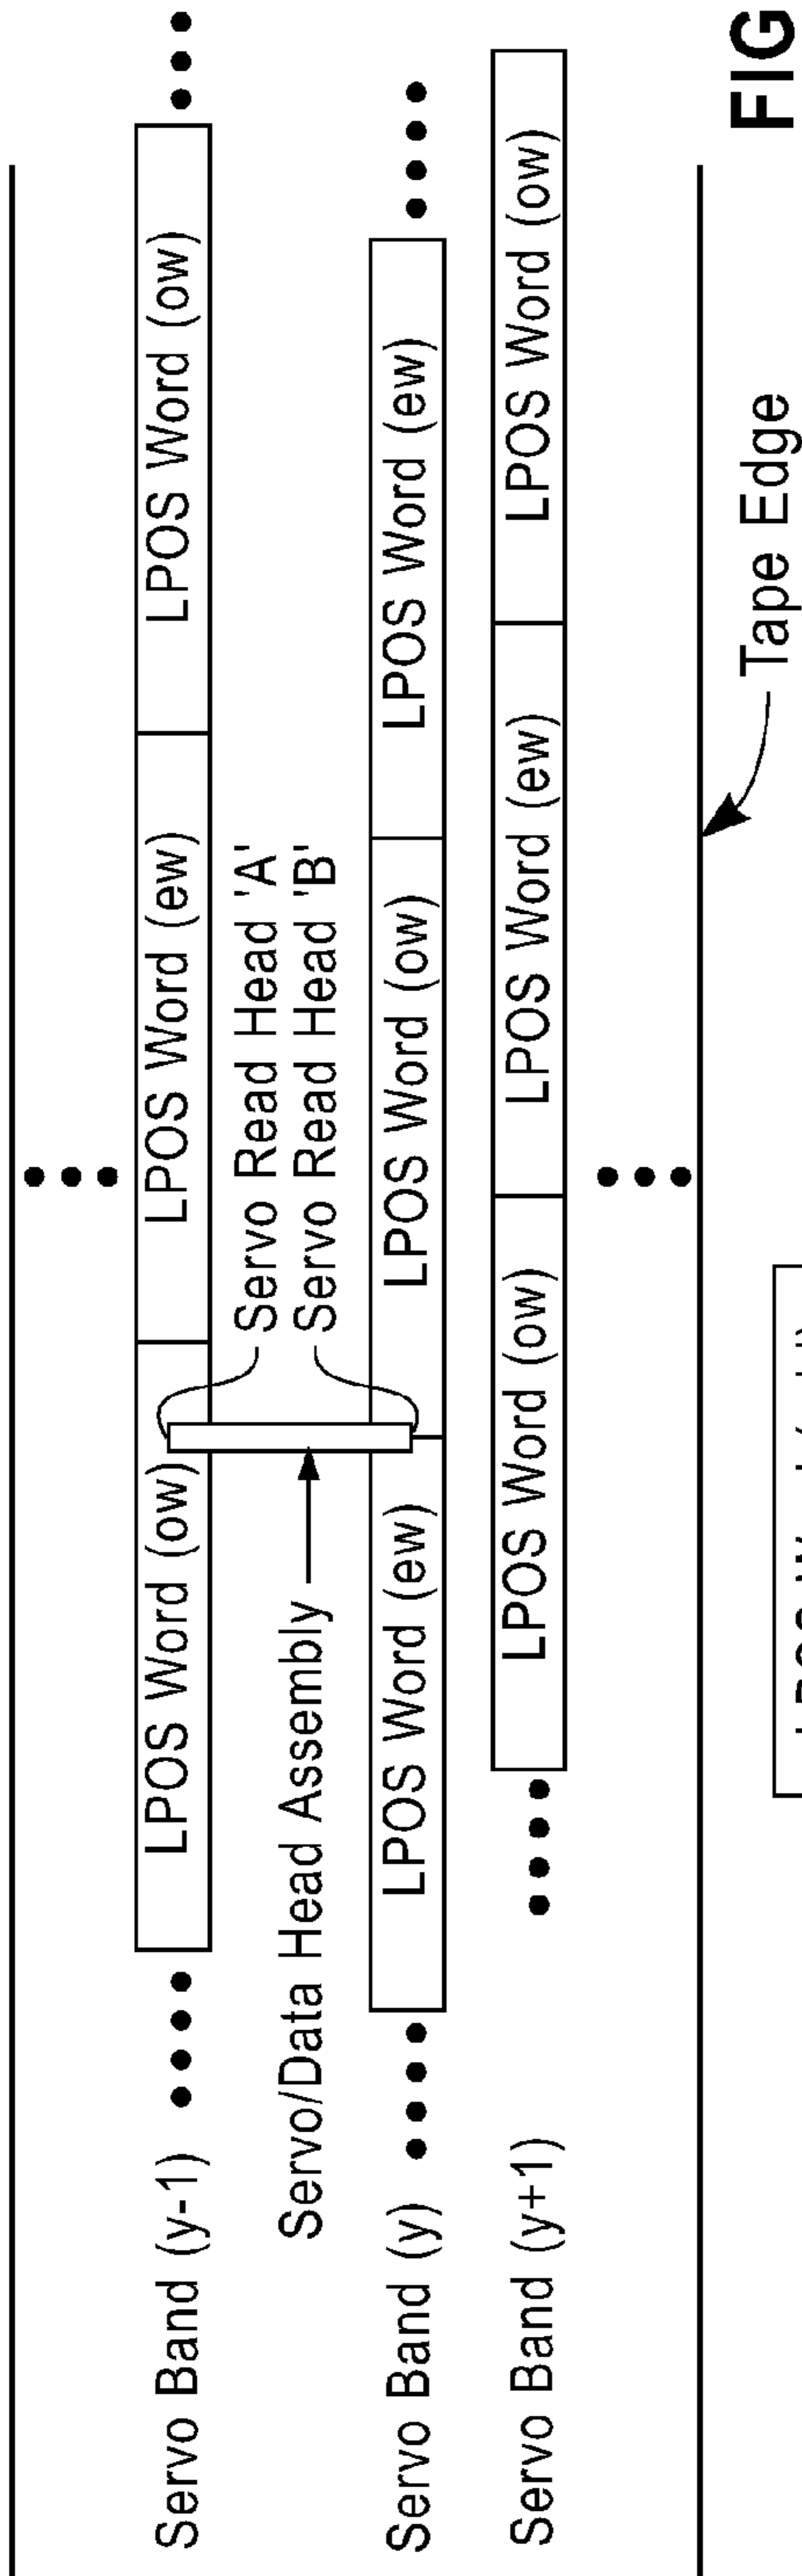 Servo Band (y-1)
LPOS Word (ow)
LPOS Word (ew)
LPOS Word (ow)
Servo Read Head 'A'
Servo Read Head 'B'
Servo/Data Head Assembly
Servo Band (y)
LPOS Word (ew)
LPOS Word (ow)
LPOS Word (ew)
Servo Band (y+1)
LPOS Word (ow)
LPOS Word (ew)
LPOS Word (ow)
Tape Edge
FIG